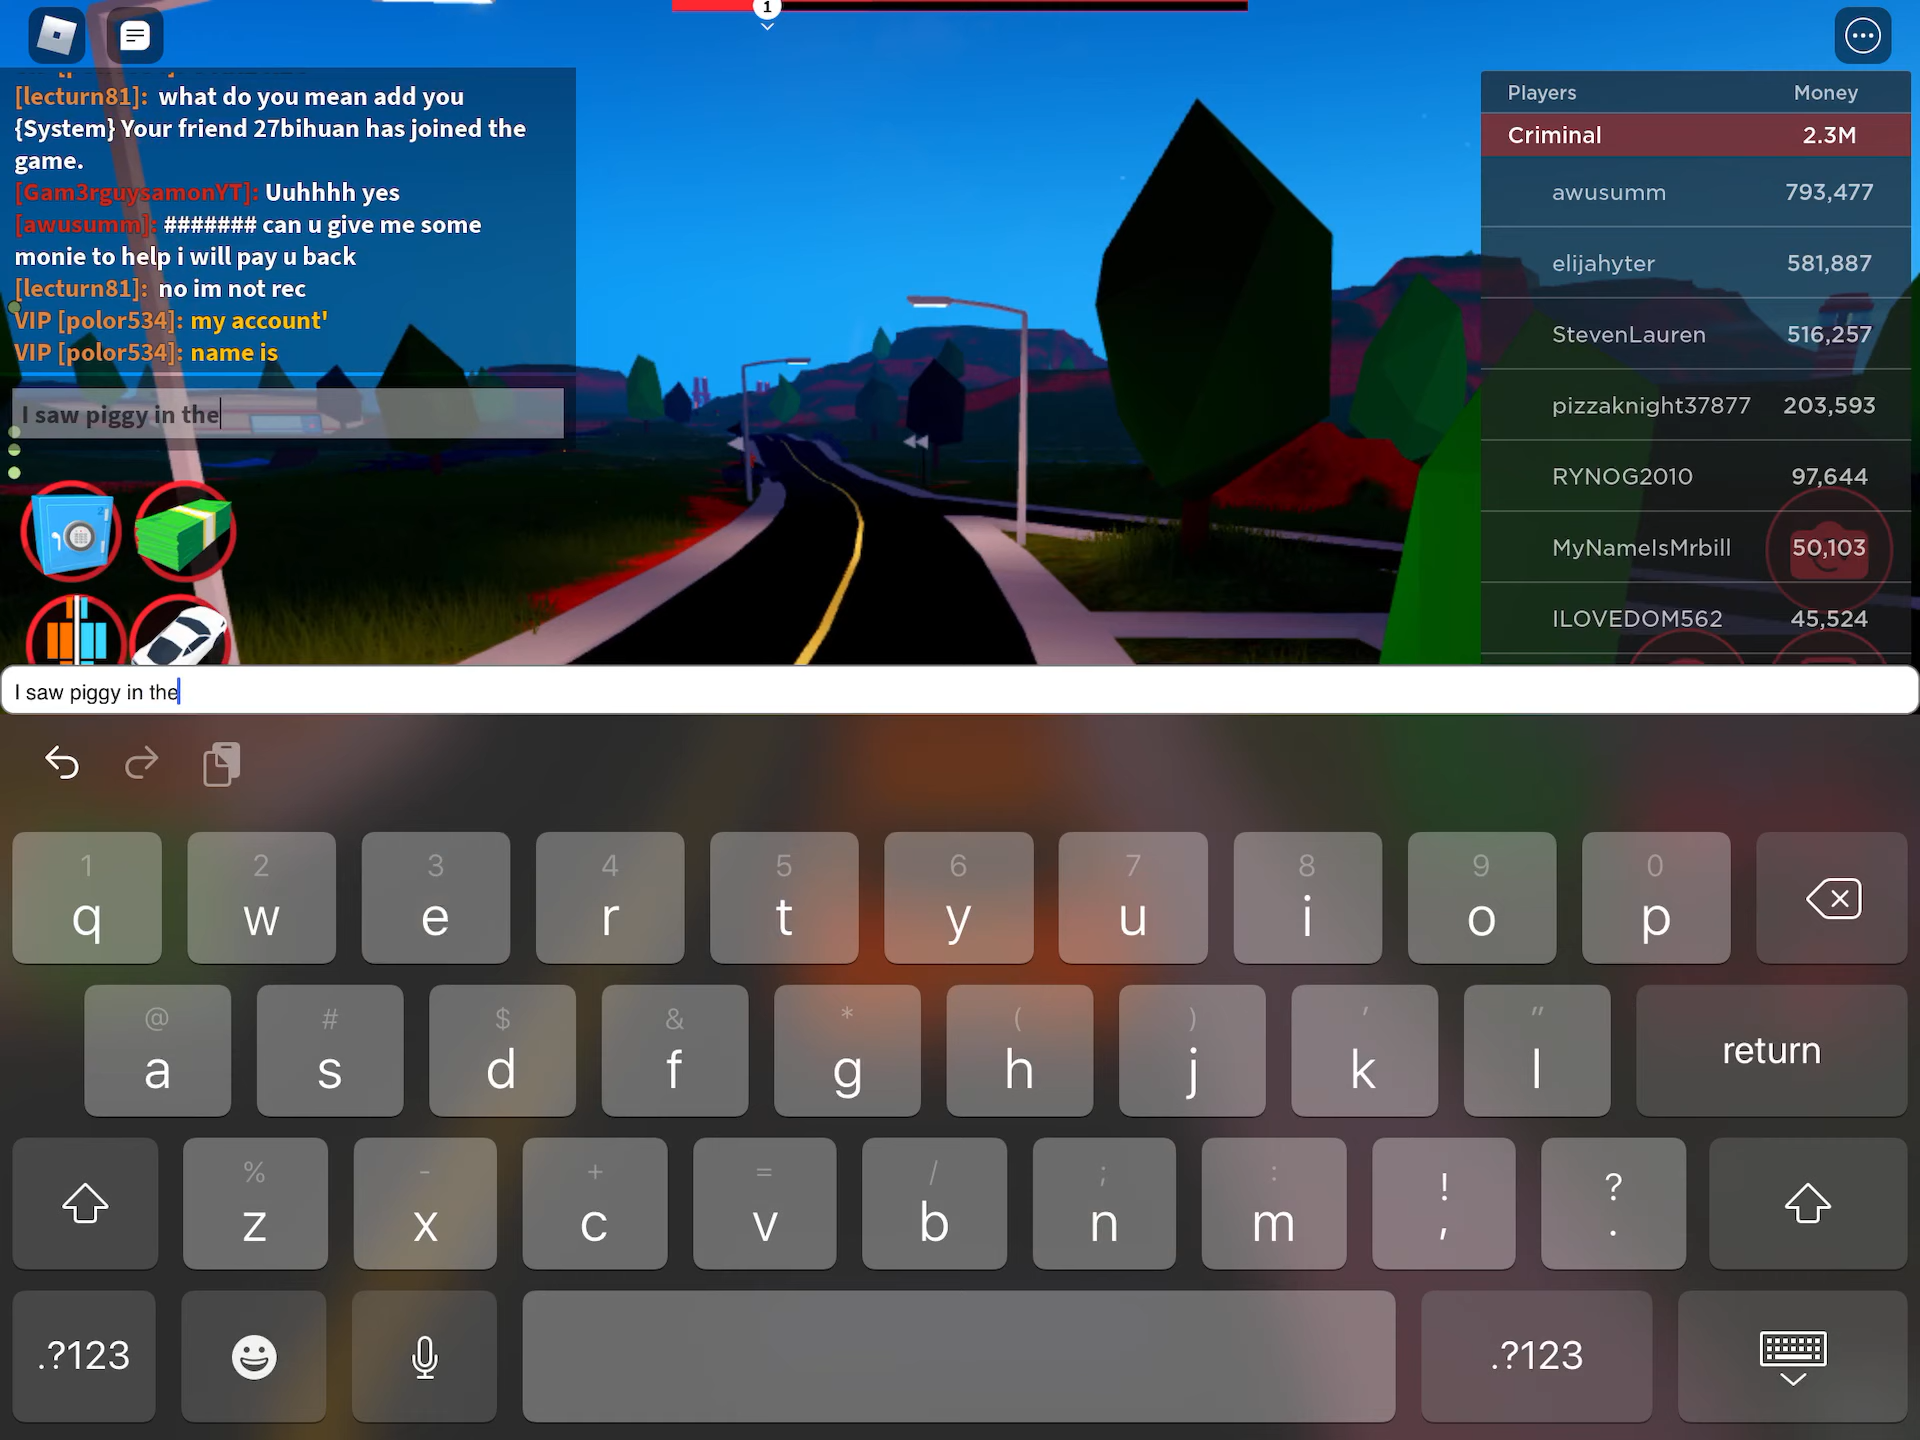 1
[lecturn81]: what do you mean add you
{System} Your friend 27bihuan has joined the
game.
[Gam3rguysamonYT]: Uuhhhh yes
[awusumm]: ####### can u give me some
monie to help i will pay u back
[lecturn81]: no im not rec
VIP [polor534]: my account'
VIP [polor534]: name is
I saw piggy in the
Players Money
Criminal 2.3M
awusumm 793,477
elijahyter 581,887
StevenLauren 516,257
pizzaknight37877 203,593
RYNOG2010 97,644
MyNameIsMrbill 50,103
ILOVEDOM562 45,524
I saw piggy in the
1 2 3 4 5 6 7 8 9 0
q w e r t y u i o p
@ # $ & * ( ) ' "
a s d f g h j k l return
% - + = / ; : ! ?
z x c v b n m , .
.?123 .?123